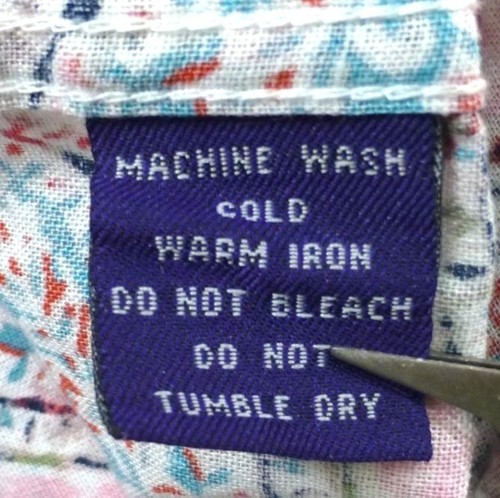 MACHINE WASH
COLD
WARM IRON
DO NOT BLEACH
DO NOT
TUMBLE DRY